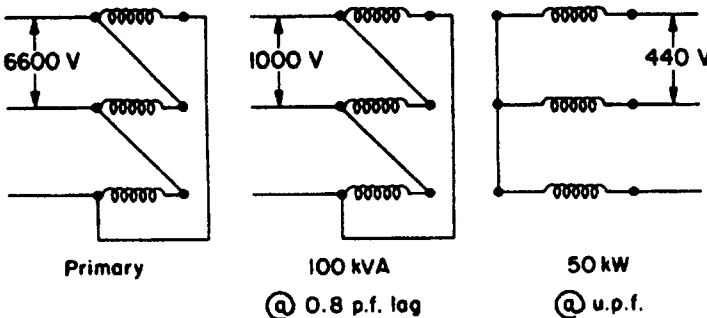 6600 V
1000 V
440 V
Primary
100 kVA
50 kW
@ 0.8 p.f. lag
@ u.p.f.